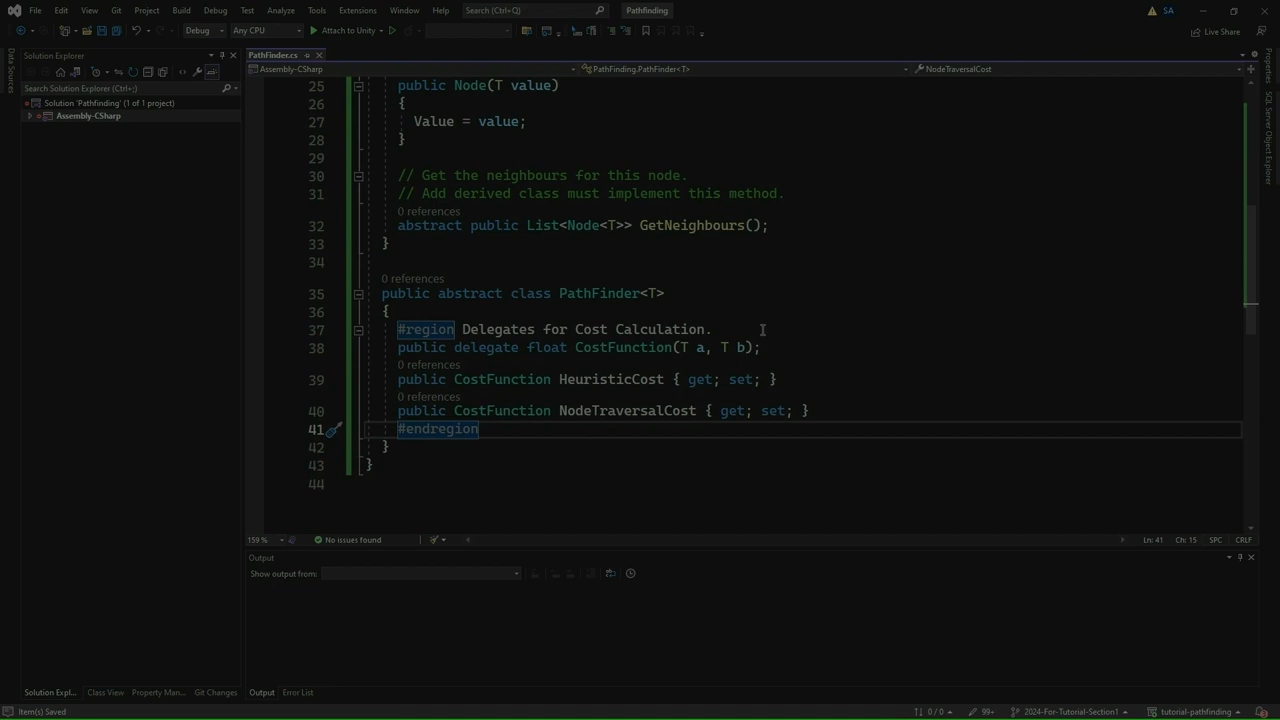 File Edit View Git Project Build Debug Test Analyze Tools Extensions Window Help Search (Ctrl+Q) Pathfinding SA
Debug Any CPU Attach to Unity Live Share
Data Sources
Solution Explorer
Search Solution Explorer (Ctrl+;)
Solution 'Pathfinding' (1 of 1 project)
Assembly-CSharp
PathFinder.cs
Assembly-CSharp PathFinding.PathFinder<T> NodeTraversalCost
25 public Node(T value)
26 {
27 Value = value;
28 }
29
30 // Get the neighbours for this node.
31 // Add derived class must implement this method.
0 references
32 abstract public List<Node<T>> GetNeighbours();
33 }
34
0 references
35 public abstract class PathFinder<T>
36 {
37 #region Delegates for Cost Calculation.
38 public delegate float CostFunction(T a, T b);
0 references
39 public CostFunction HeuristicCost { get; set; }
0 references
40 public CostFunction NodeTraversalCost { get; set; }
41 #endregion
42 }
43 }
44
159 % No issues found Ln: 41 Ch: 15 SPC CRLF
Output
Show output from:
Solution Expl... Class View Property Man... Git Changes Output Error List
Item(s) Saved 0 / 0 99+ 2024-For-Tutorial-Section1 tutorial-pathfinding
Properties
SQL Server Object Explorer